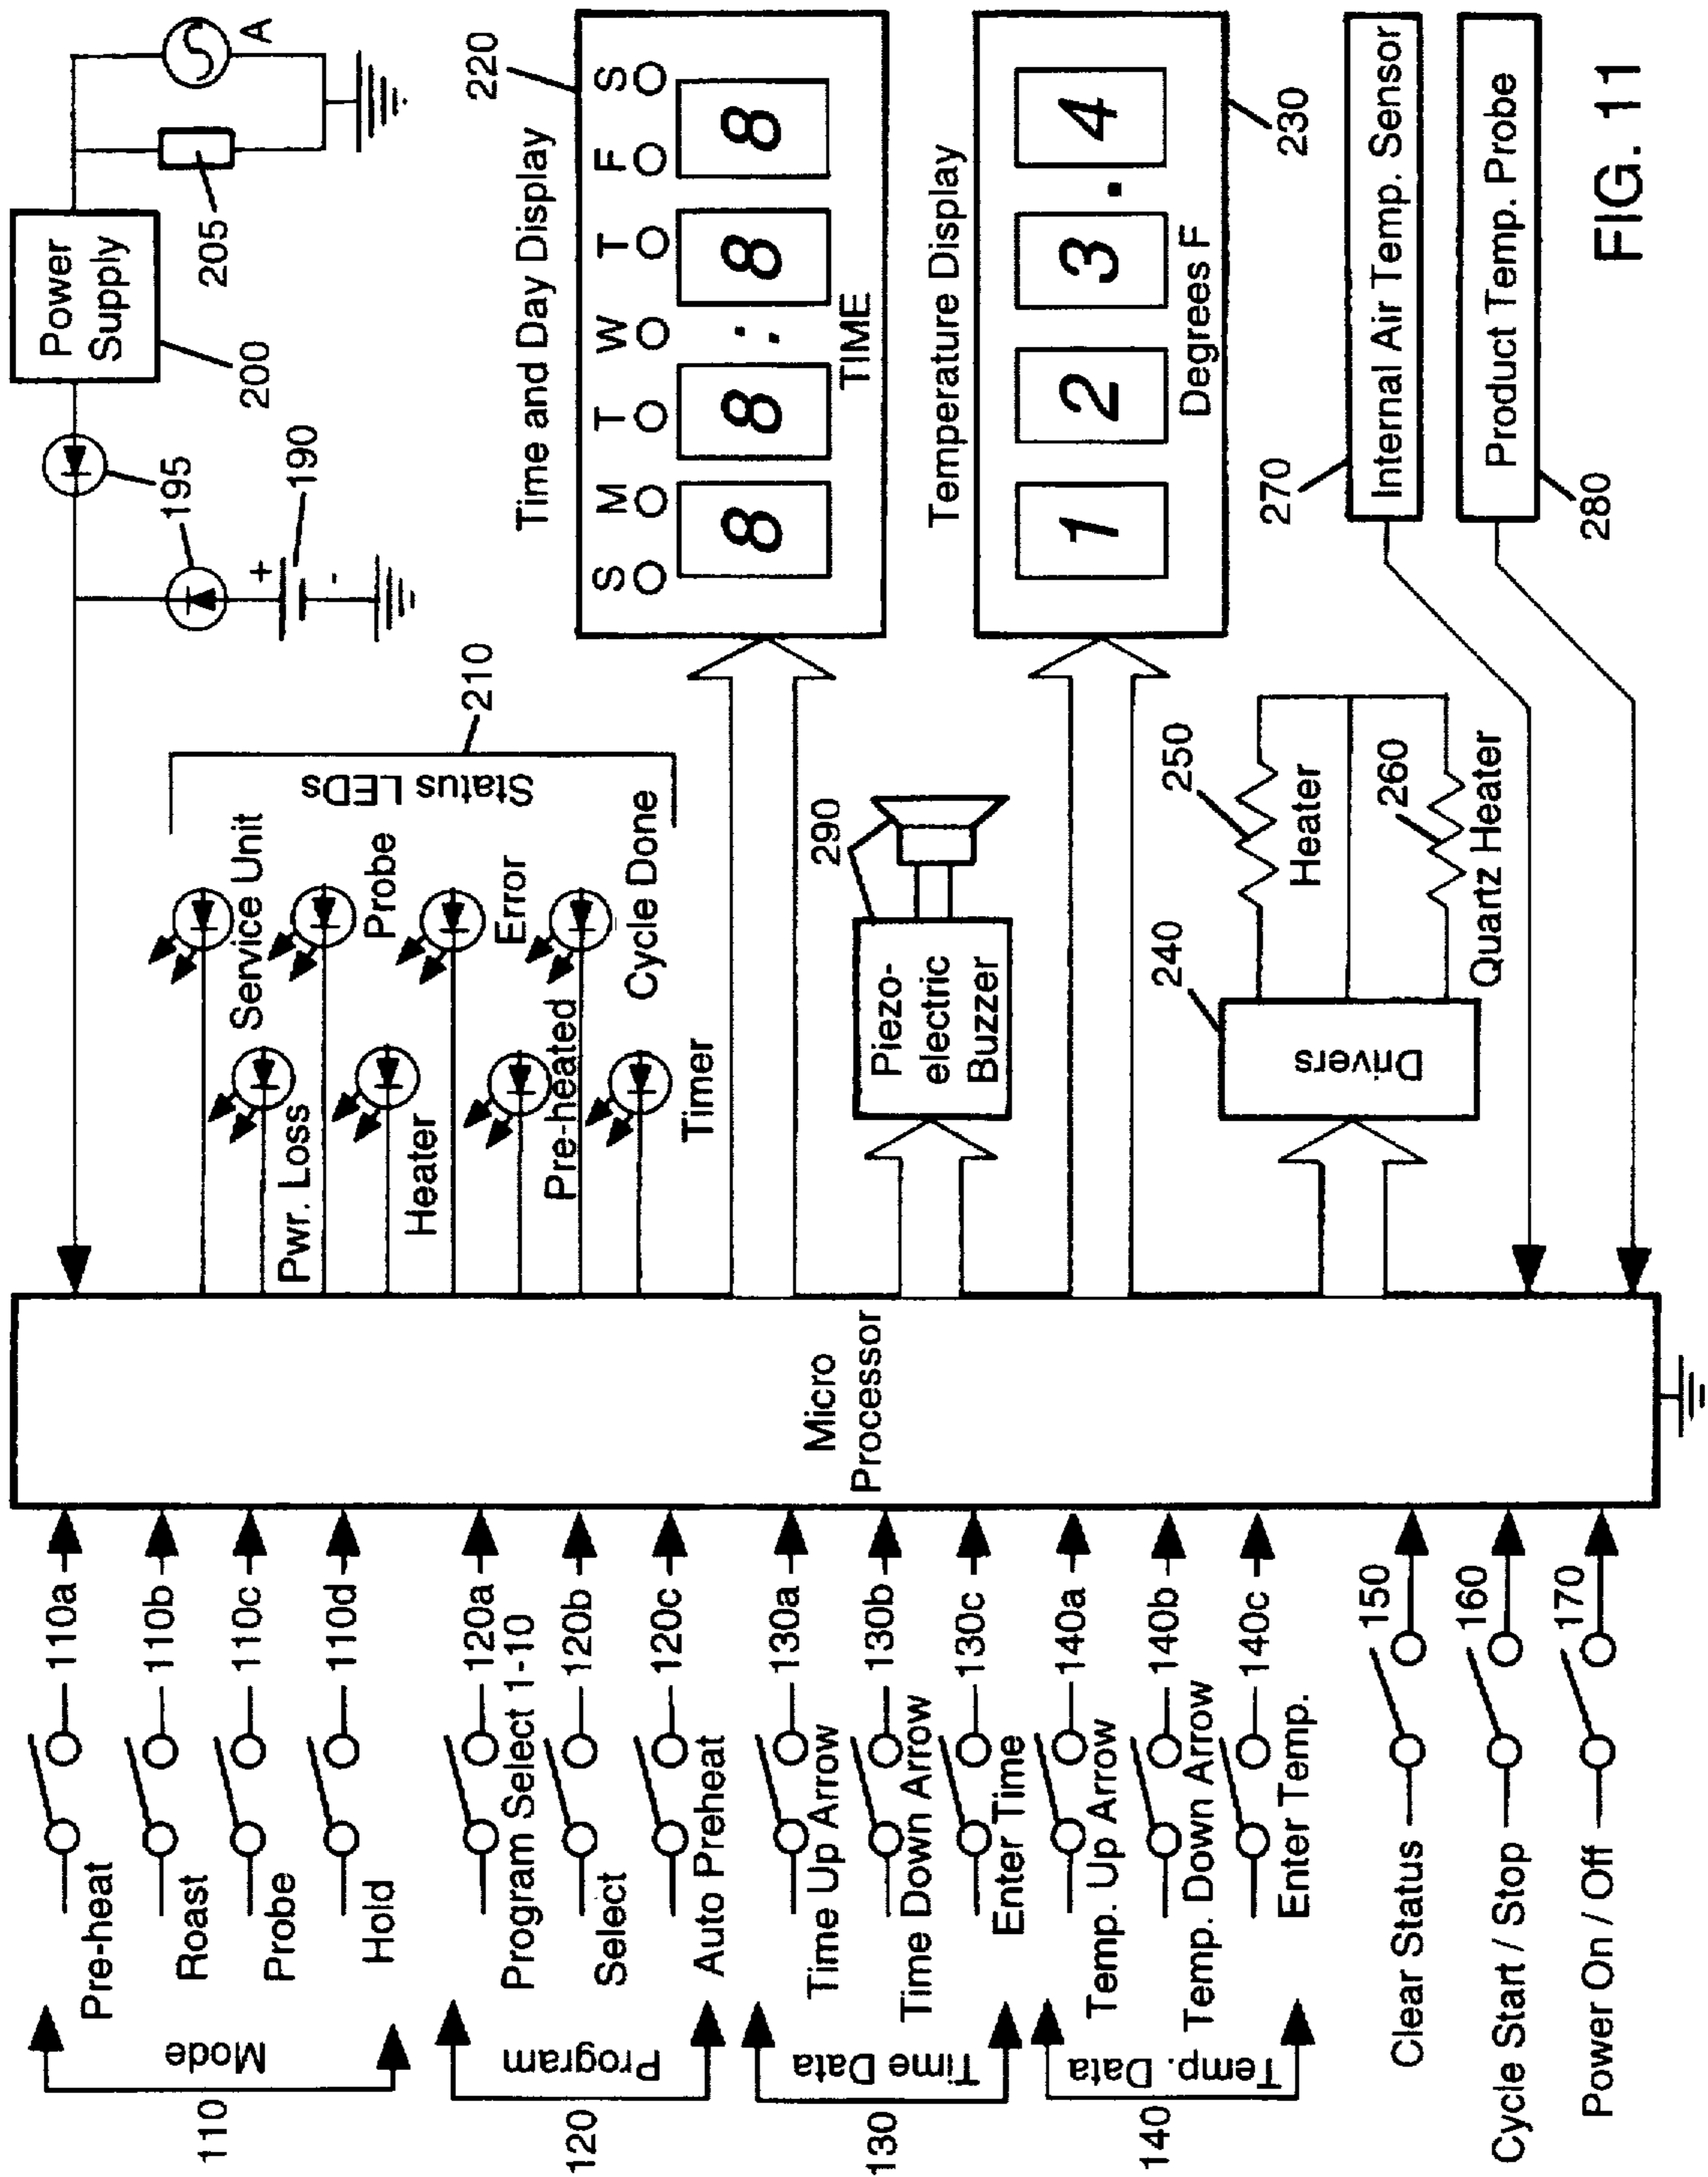 110
Mode
Pre-heat
110a
Roast
110b
Probe
110c
Hold
110d
120
Program
120a
Program Select 1-10
Select
120b
Auto Preheat
120c
130
Time Data
Time Up Arrow
130a
Time Down Arrow
130b
Enter Time
130c
140
Temp. Data
Temp. Up Arrow
140a
Temp. Down Arrow
140b
Enter Temp.
140c
Clear Status
150
Cycle Start / Stop
160
Power On / Off
170
Micro
Processor
Power
Supply
200
205
A
195
190
+
-
Status LEDs
210
Service Unit
Pwr. Loss
Probe
Heater
Error
Pre-heated
Cycle Done
Timer
Time and Day Display
220
S M T W T F S
8 8 : 8 8
TIME
Piezo-
electric
Buzzer
290
Temperature Display
1 2 3 . 4
Degrees F
230
240
Drivers
250
Heater
260
Quartz Heater
270
Internal Air Temp. Sensor
280
Product Temp. Probe
FIG. 11